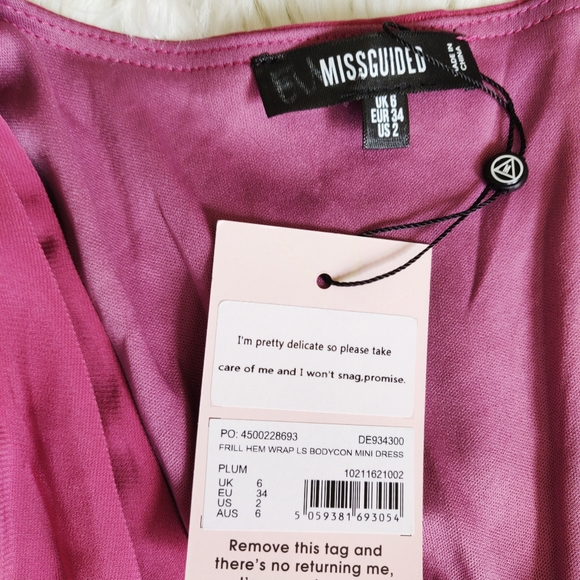 MISSGUIDED
MADE IN
CHINA
UK 6
EUR 34
US 2
I'm pretty delicate so please take
care of me and I won't snag,promise.
PO: 4500228693 DE934300
FRILL HEM WRAP LS BODYCON MINI DRESS
PLUM 10211621002
UK 6
EU 34
US 2
AUS 6
5 059381 693054
Remove this tag and
there's no returning me,